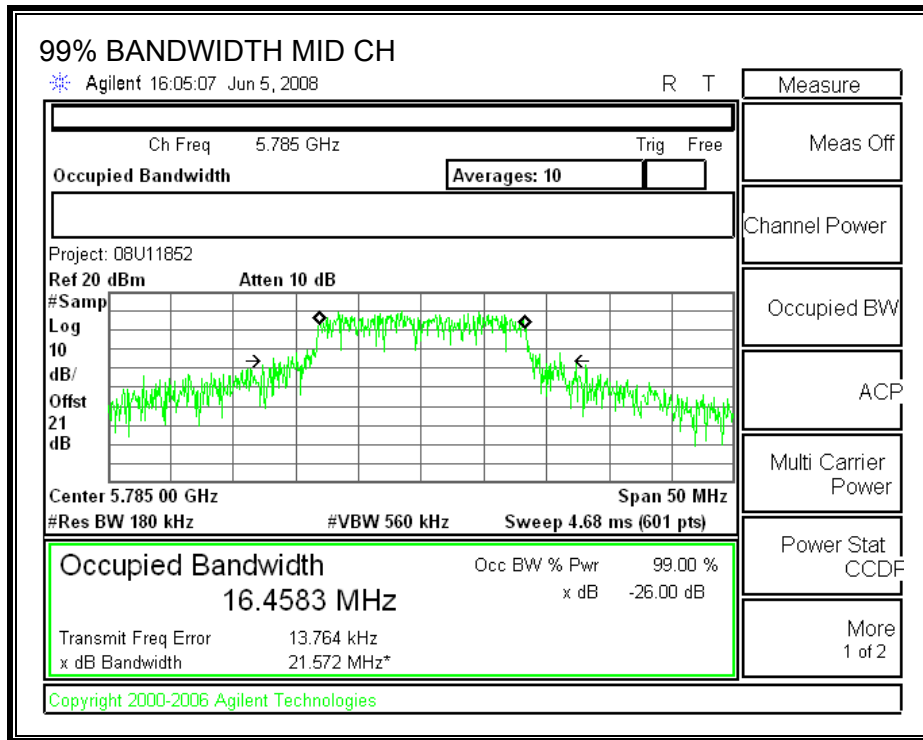 99% BANDWIDTH MID CH
Agilent 16:05:07 Jun 5, 2008 R T
Measure
Ch Freq 5.785 GHz Trig Free
Meas Off
Occupied Bandwidth Averages: 10
Channel Power
Project: 08U11852
Ref 20 dBm Atten 10 dB
#Samp
Log
10
dB/
Offst
21
dB
Occupied BW
ACP
Multi Carrier
Power
Center 5.785 00 GHz Span 50 MHz
#Res BW 180 kHz #VBW 560 kHz Sweep 4.68 ms (601 pts)
Power Stat
CCDF
Occupied Bandwidth Occ BW % Pwr 99.00 %
16.4583 MHz x dB -26.00 dB
Transmit Freq Error 13.764 kHz
x dB Bandwidth 21.572 MHz*
More
1 of 2
Copyright 2000-2006 Agilent Technologies